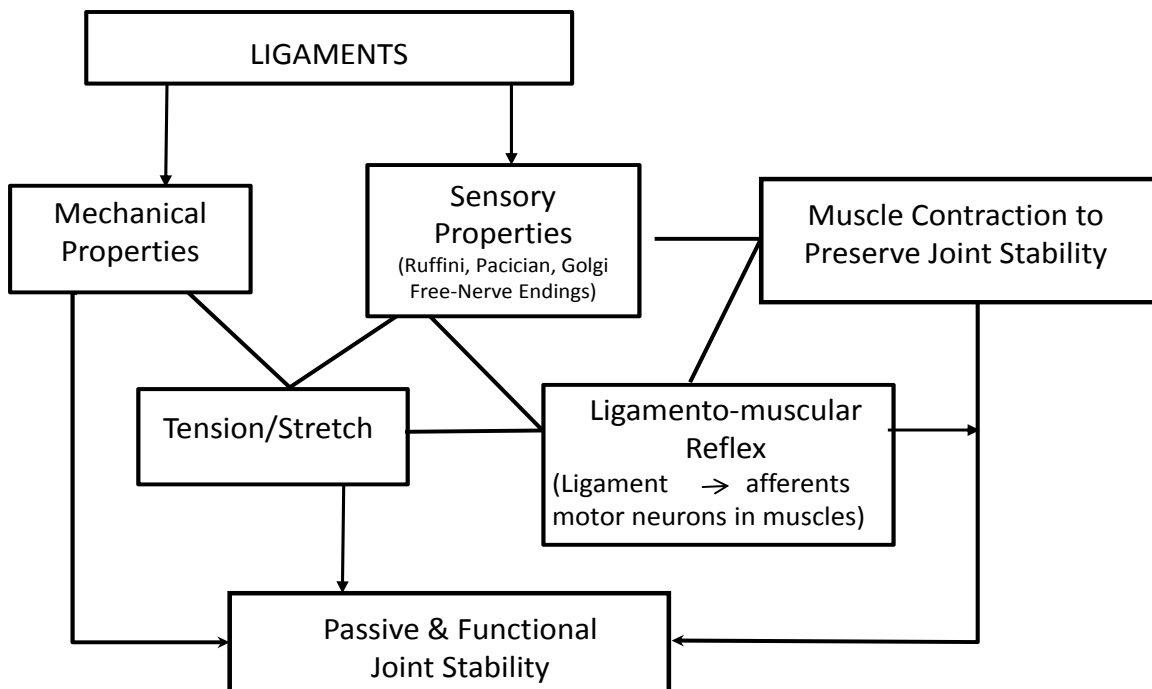 LIGAMENTS
Mechanical
Properties
Sensory
Properties
(Ruffini, Pacician, Golgi
Free-Nerve Endings)
Muscle Contraction to
Preserve Joint Stability
Tension/Stretch
Ligamento-muscular
Reflex
(Ligament → afferents
motor neurons in muscles)
Passive & Functional
Joint Stability